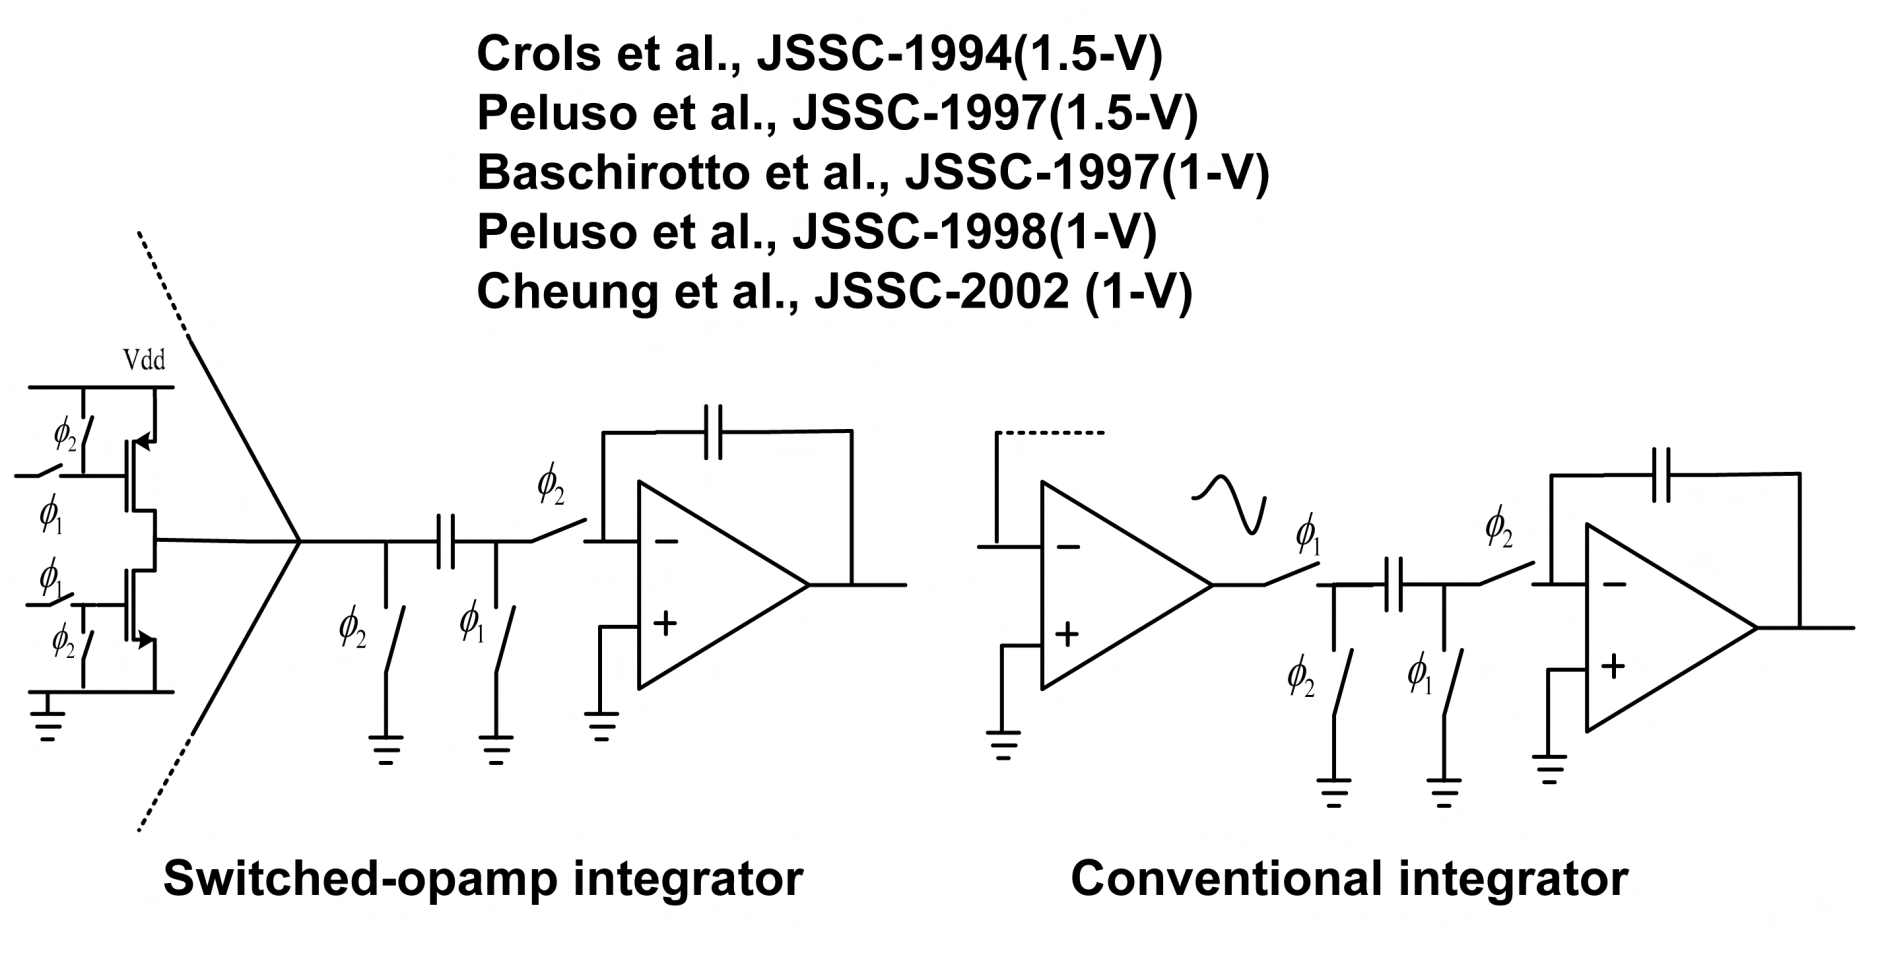 Crols et al., JSSC-1994(1.5-V)
Peluso et al., JSSC-1997(1.5-V)
Baschirotto et al., JSSC-1997(1-V)
Peluso et al., JSSC-1998(1-V)
Cheung et al., JSSC-2002 (1-V)
Vdd
ϕ2
ϕ1
ϕ1
ϕ2
ϕ2
ϕ1
ϕ2
−
+
−
+
ϕ1
ϕ2
ϕ1
ϕ2
−
+
Switched-opamp integrator
Conventional integrator